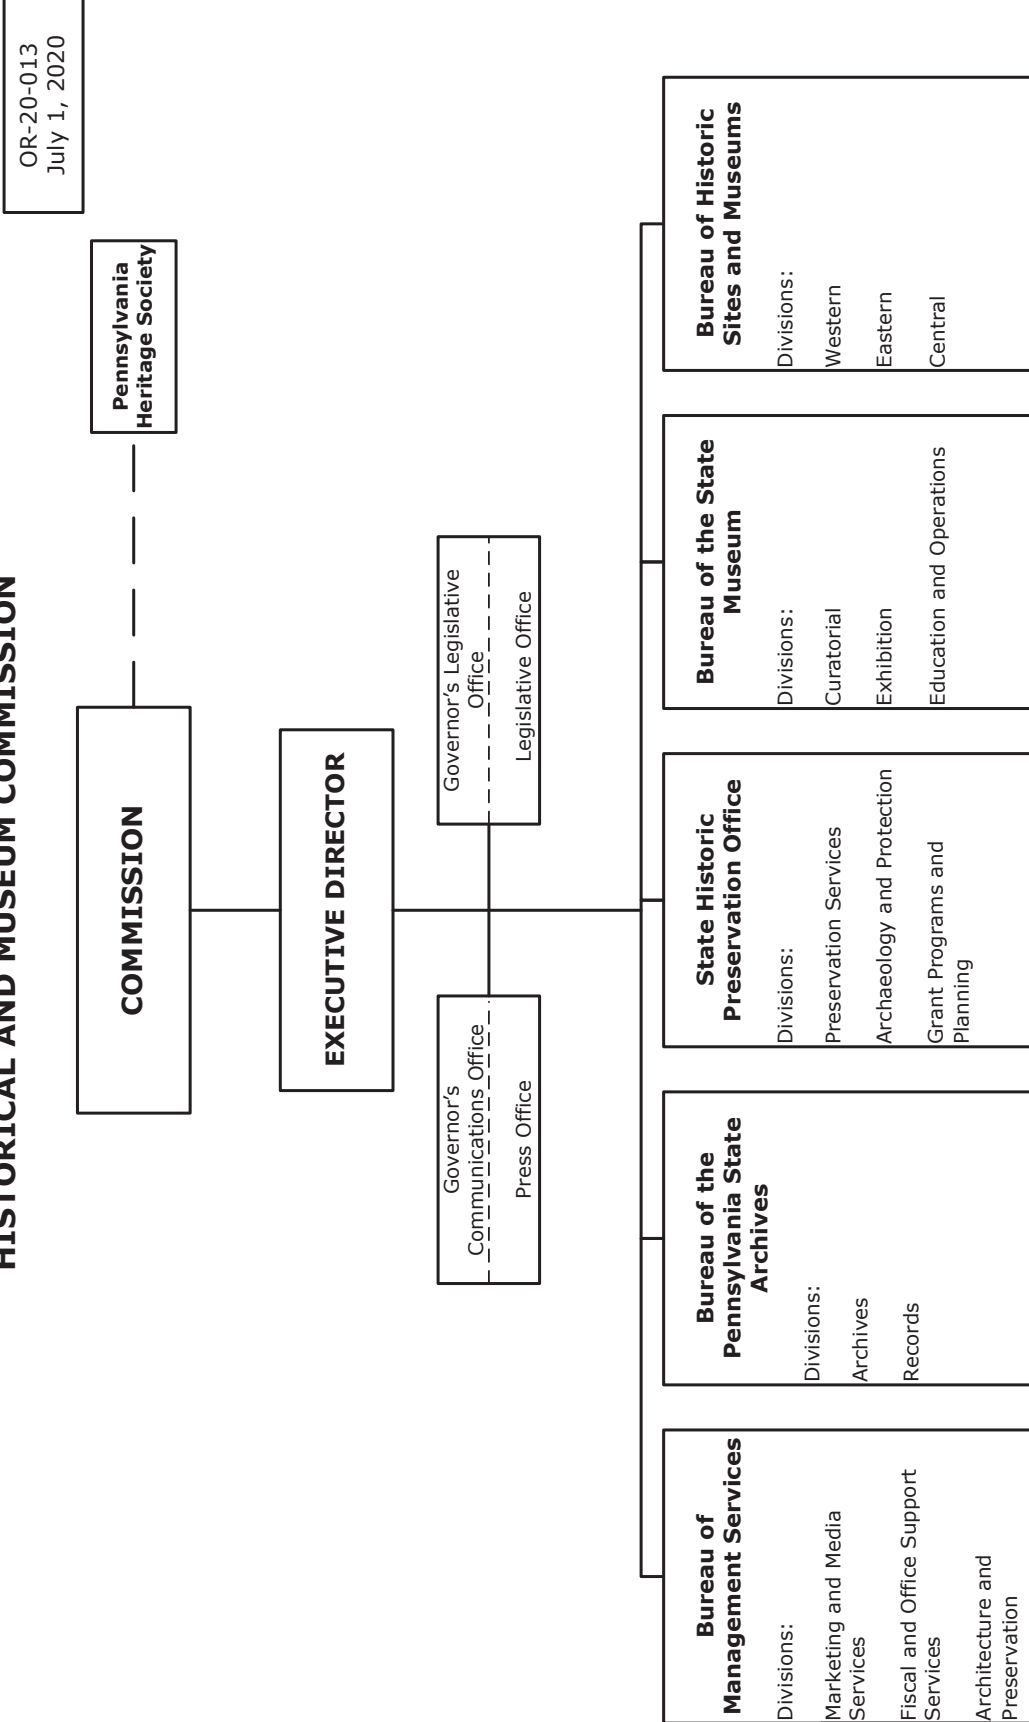 OR-20-013
July 1, 2020
HISTORICAL AND MUSEUM COMMISSION
COMMISSION
Pennsylvania
Heritage Society
EXECUTIVE DIRECTOR
Governor's
Communications Office
Press Office
Governor's Legislative
Office
Legislative Office
Bureau of
Management Services
Divisions:
Marketing and Media
Services
Fiscal and Office Support
Services
Architecture and
Preservation
Bureau of the
Pennsylvania State
Archives
Divisions:
Archives
Records
State Historic
Preservation Office
Divisions:
Preservation Services
Archaeology and Protection
Grant Programs and
Planning
Bureau of the State
Museum
Divisions:
Curatorial
Exhibition
Education and Operations
Bureau of Historic
Sites and Museums
Divisions:
Western
Eastern
Central